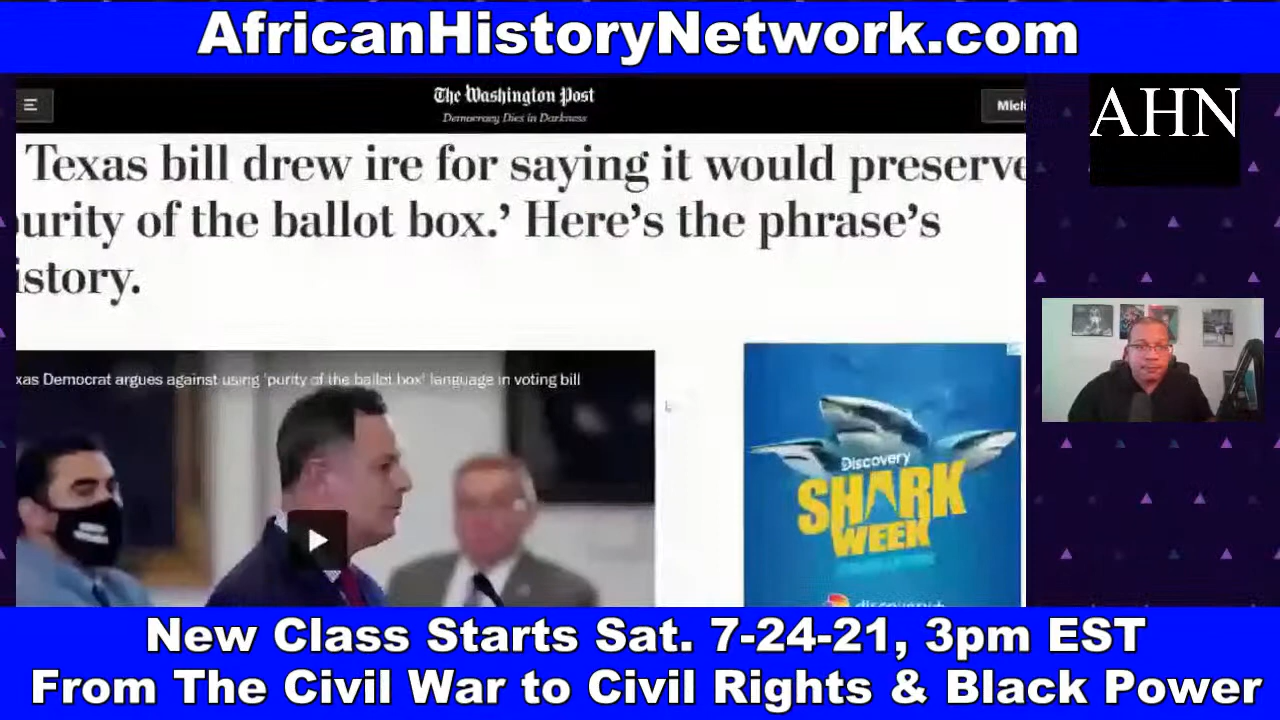 AfricanHistoryNetwork.com
The Washington Post
Democracy Dies in Darkness
Mich
AHN
Texas bill drew ire for saying it would preserve
urity of the ballot box.’ Here’s the phrase’s
istory.
xas Democrat argues against using 'purity of the ballot box' language in voting bill
Discovery
SHARK
WEEK
discovery+
New Class Starts Sat. 7-24-21, 3pm EST
From The Civil War to Civil Rights & Black Power